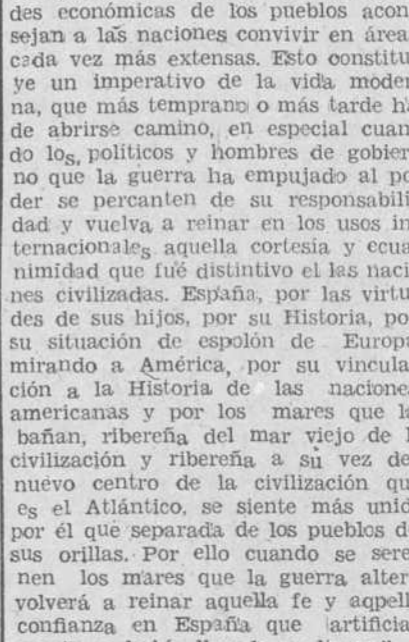 des económicas de los pueblos acon
sejan a las naciones convivir en área
cada vez más extensas. Esto constitu
ye un imperativo de la vida moder
na, que más temprano o más tarde h
de abrirse camino, en especial cuan
do los, políticos y hombres de gobier
no que la guerra ha empujado al po
der se percanten de su responsabili
dad y vuelva a reinar en los usos in
ternacionales aquella cortesía y ecua
nimidad que fué distintivo el las naci
nes civilizadas. España, por las virtu
des de sus hijos, por su Historia, po
su situación de espolón de Europa
mirando a América, por su vincula
ción a la Historia de las nacione
americanas y por los mares que la
bañan, ribereña del mar viejo de l
civilización y ribereña a su vez de
nuevo centro de la civilización qu
es el Atlántico, se siente más unid
por él que separada de los pueblos d
sus orillas. Por ello cuando se sere
nen los mares que la guerra alter
volverá a reinar aquella fe y aqpell
confianza en España que artificia